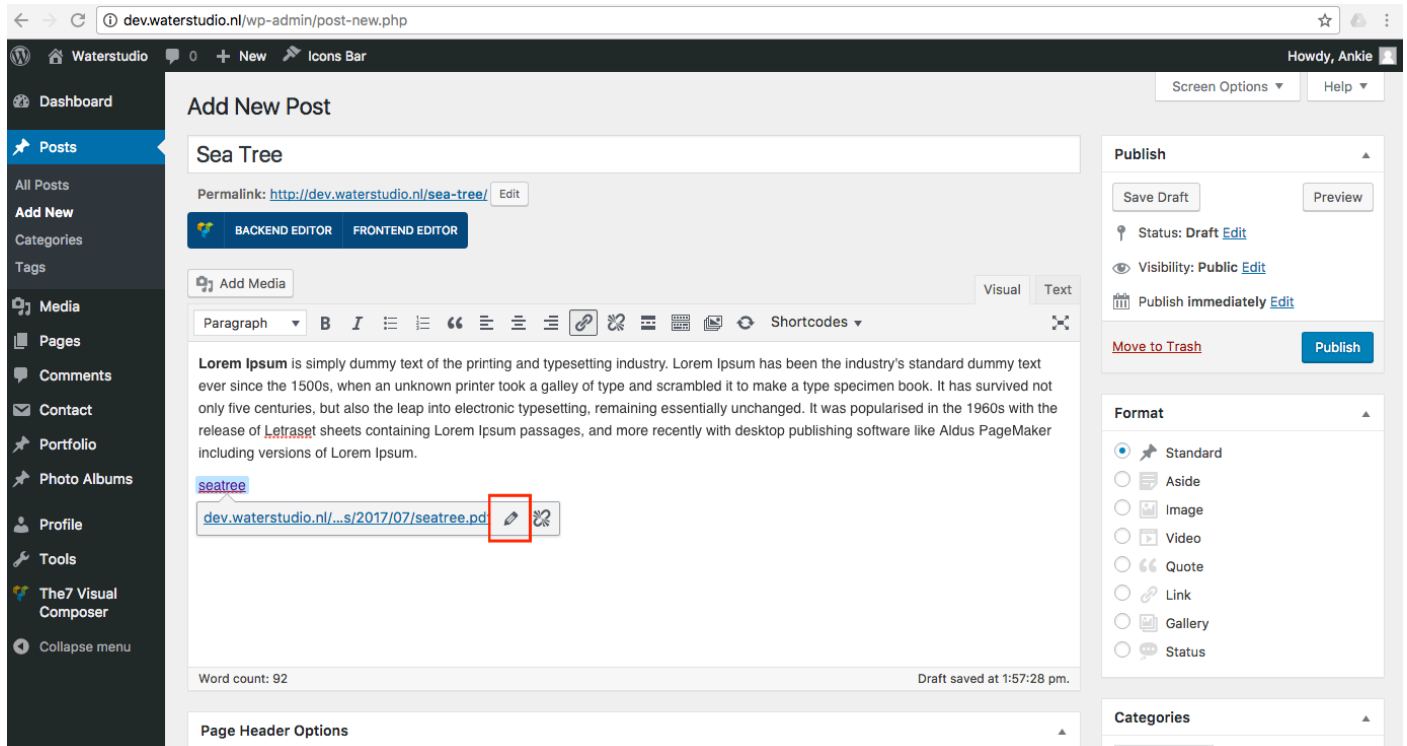 dev.waterstudio.nl/wp-admin/post-new.php
Waterstudio 0 New Icons Bar Howdy, Ankie
Screen Options Help
Dashboard
Posts
All Posts
Add New
Categories
Tags
Media
Pages
Comments
Contact
Portfolio
Photo Albums
Profile
Tools
The7 Visual
Composer
Collapse menu
Add New Post
Sea Tree
Permalink: http://dev.waterstudio.nl/sea-tree/ Edit
BACKEND EDITOR FRONTEND EDITOR
Add Media
Visual Text
Paragraph B I Shortcodes
Lorem Ipsum is simply dummy text of the printing and typesetting industry. Lorem Ipsum has been the industry's standard dummy text
ever since the 1500s, when an unknown printer took a galley of type and scrambled it to make a type specimen book. It has survived not
only five centuries, but also the leap into electronic typesetting, remaining essentially unchanged. It was popularised in the 1960s with the
release of Letraset sheets containing Lorem Ipsum passages, and more recently with desktop publishing software like Aldus PageMaker
including versions of Lorem Ipsum.
seatree
dev.waterstudio.nl/...s/2017/07/seatree.pd
Word count: 92 Draft saved at 1:57:28 pm.
Page Header Options
Publish
Save Draft Preview
Status: Draft Edit
Visibility: Public Edit
Publish immediately Edit
Move to Trash Publish
Format
Standard
Aside
Image
Video
Quote
Link
Gallery
Status
Categories